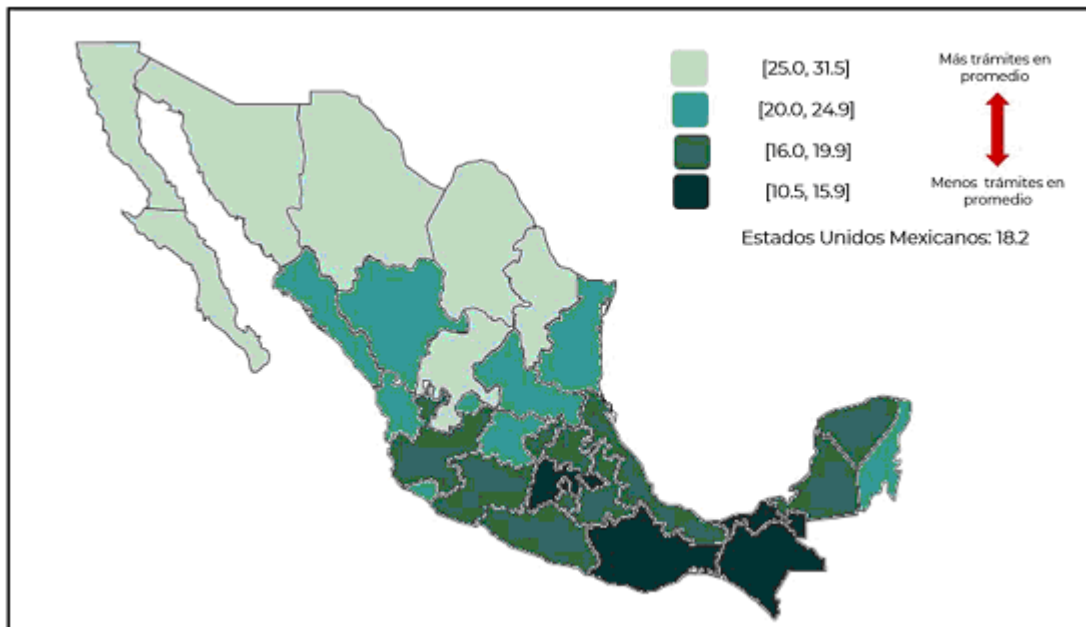 [25.0, 31.5]
[20.0, 24.9]
[16.0, 19.9]
[10.5, 15.9]
Más trámites en
promedio
Menos trámites en
promedio
Estados Unidos Mexicanos: 18.2